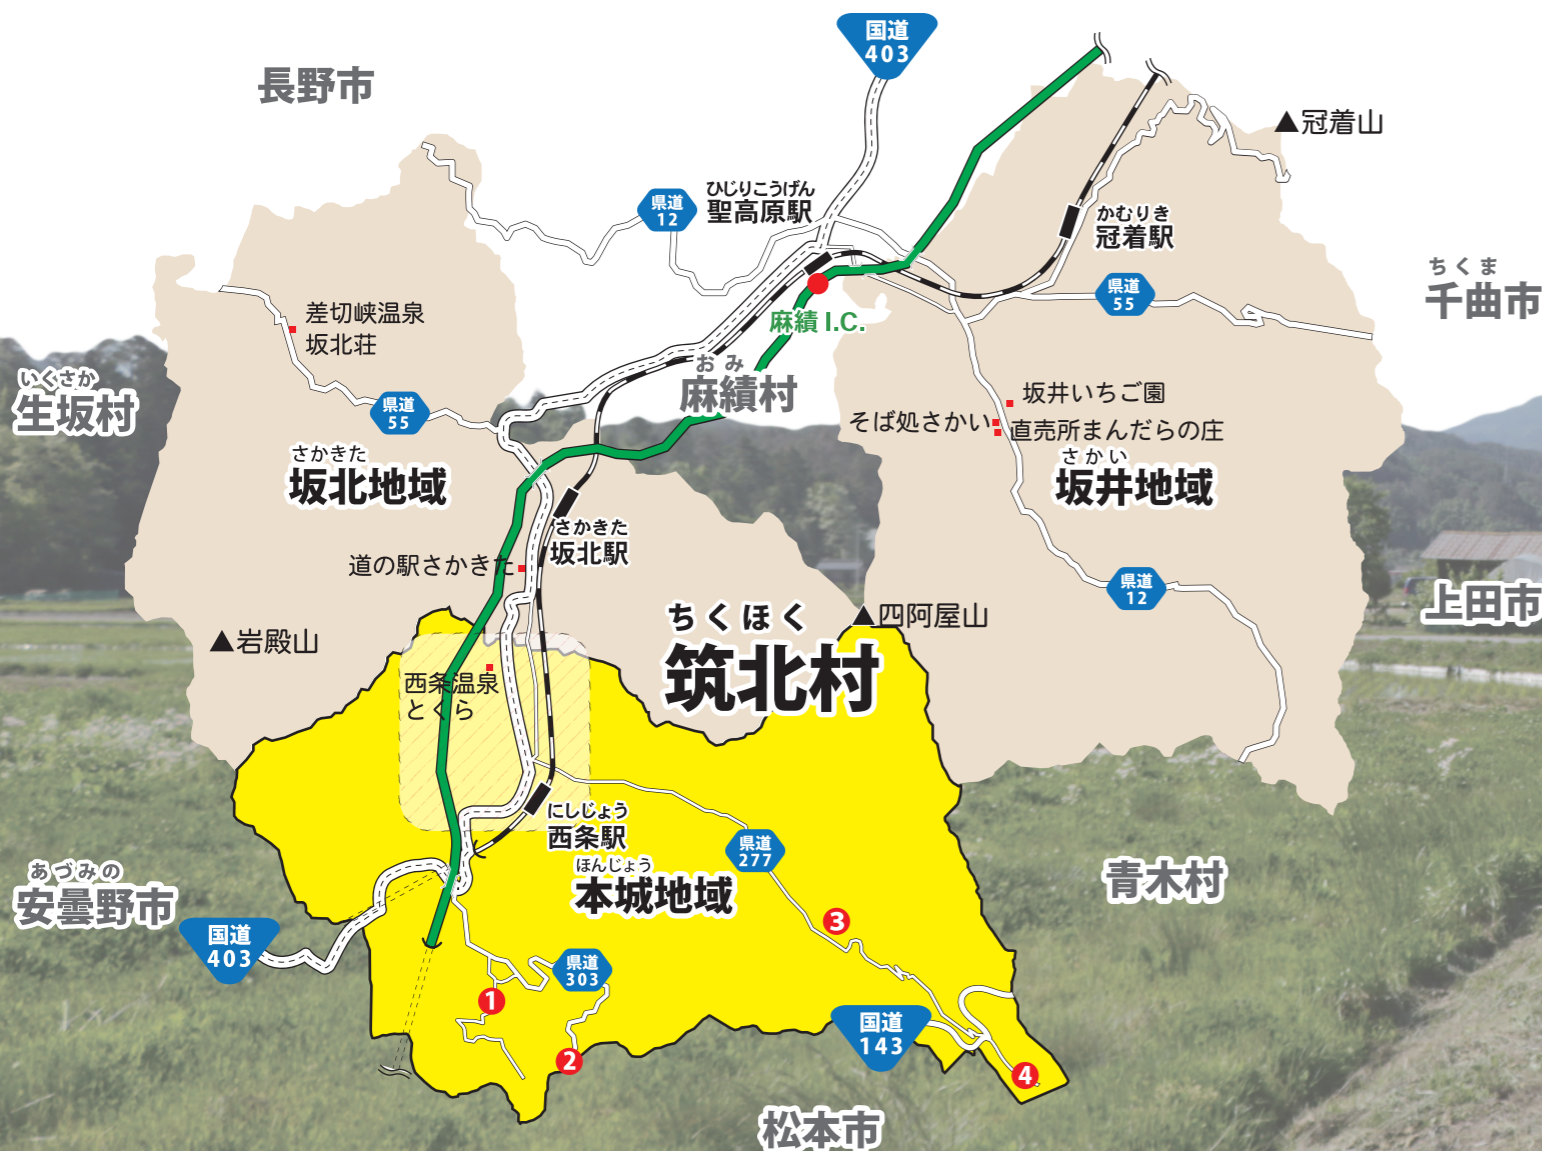 国道
403
長野市
冠着山
ひじりこうげん
聖高原駅
県道
12
かむりき
冠着駅
ちくま
千曲市
県道
55
差切峡温泉
坂北荘
麻績 I.C.
おみ
麻績村
いくさか
生坂村
県道
55
坂井いちご園
そば処さかい
直売所まんだらの庄
さかきた
坂北地域
さかい
坂井地域
さかきた
坂北駅
道の駅さかきた
県道
12
上田市
ちくほく
筑北村
四阿屋山
岩殿山
西条温泉
とくら
にしじょう
西条駅
ほんじょう
本城地域
県道
277
青木村
あづみの
安曇野市
国道
403
県道
303
国道
143
1
2
3
4
松本市